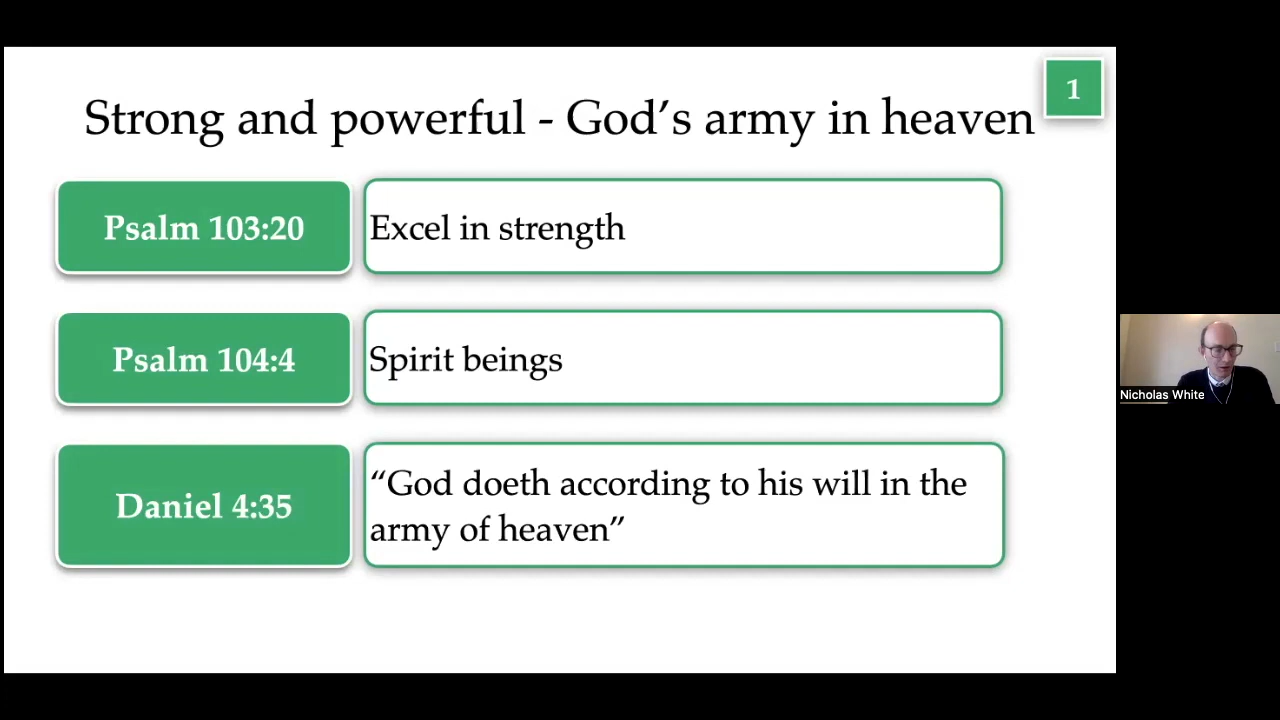 Strong and powerful - God’s army in heaven
1
Psalm 103:20
Excel in strength
Psalm 104:4
Spirit beings
Daniel 4:35
“God doeth according to his will in the
army of heaven”
Nicholas White